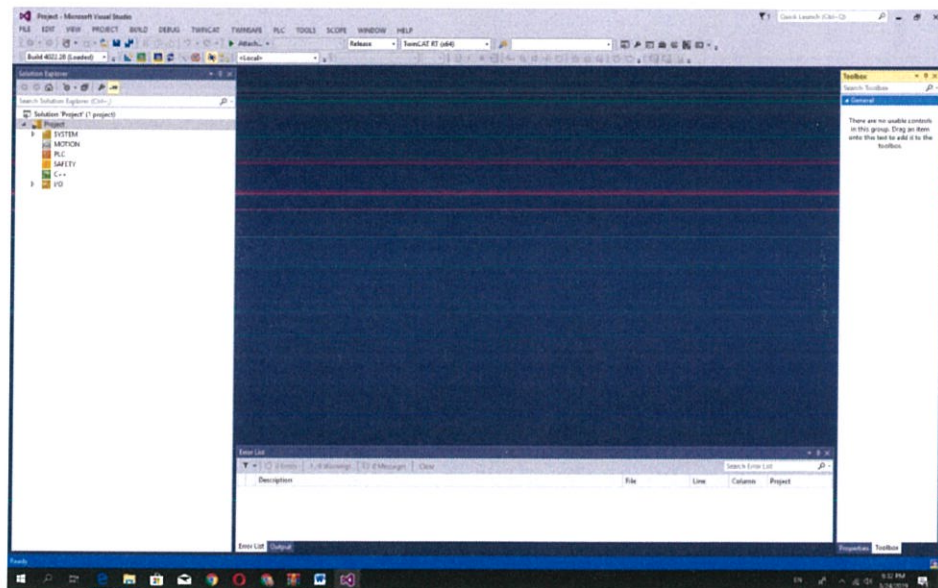 Project - Microsoft Visual Studio
Quick Launch (Ctrl+Q)
FILE EDIT VIEW PROJECT BUILD DEBUG TWINCAT TWINSAFE PLC TOOLS SCOPE WINDOW HELP
Attach... Release TwinCAT RT (x64)
Build 4022.28 (Loaded) <Local>
Solution Explorer
Search Solution Explorer (Ctrl+;)
Solution 'Project' (1 project)
Project
SYSTEM
MOTION
PLC
SAFETY
C++
I/O
Toolbox
Search Toolbox
General
There are no usable controls
in this group. Drag an item
onto this text to add it to the
toolbox.
Error List
0 Errors 0 Warnings 0 Messages Clear
Search Error List
Description File Line Column Project
Error List Output
Properties Toolbox
Ready
EN